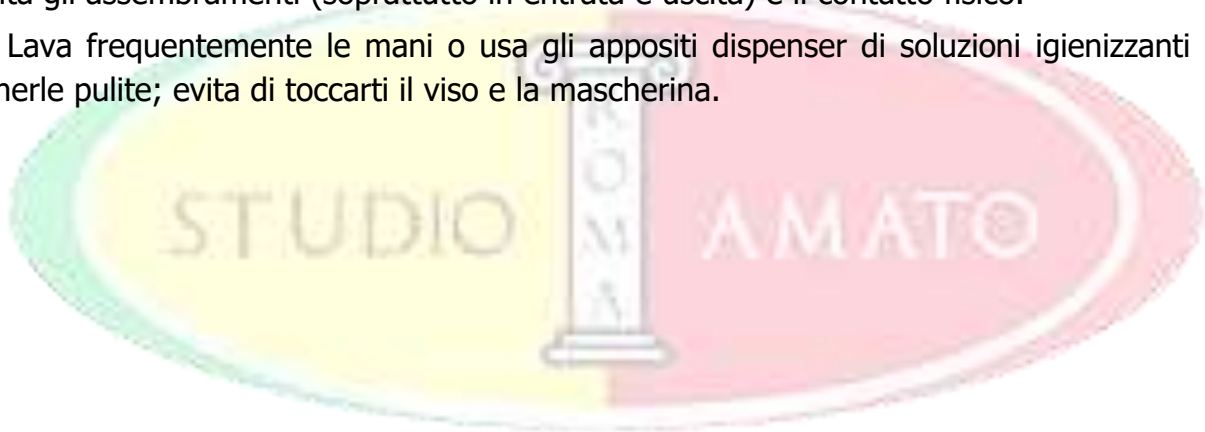 gli assembramenti (soprattutto in entrata e uscita) e il contatto fisico.
Lava frequentemente le mani o usa gli appositi dispenser di soluzioni igienizzanti
nerle pulite; evita di toccarti il viso e la mascherina.
STUDIO ROMA AMATO